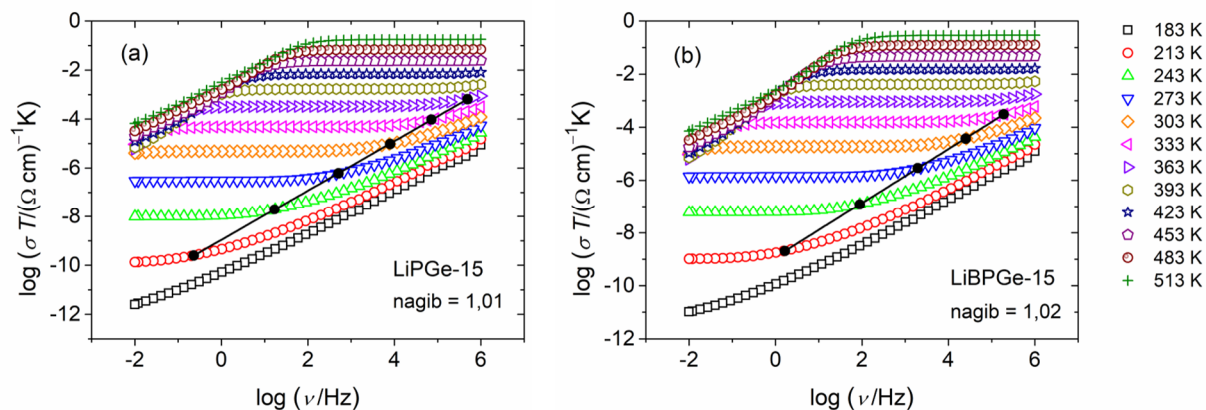 (a)
0
-2
-4
-6
-8
-10
-12
log (σ T/(Ω cm)⁻¹K)
LiPGe-15
nagib = 1,01
-2 0 2 4 6
log (ν/Hz)
(b)
0
-2
-4
-6
-8
-10
-12
log (σ T/(Ω cm)⁻¹K)
LiBPGe-15
nagib = 1,02
-2 0 2 4 6
log (ν/Hz)
183 K
213 K
243 K
273 K
303 K
333 K
363 K
393 K
423 K
453 K
483 K
513 K